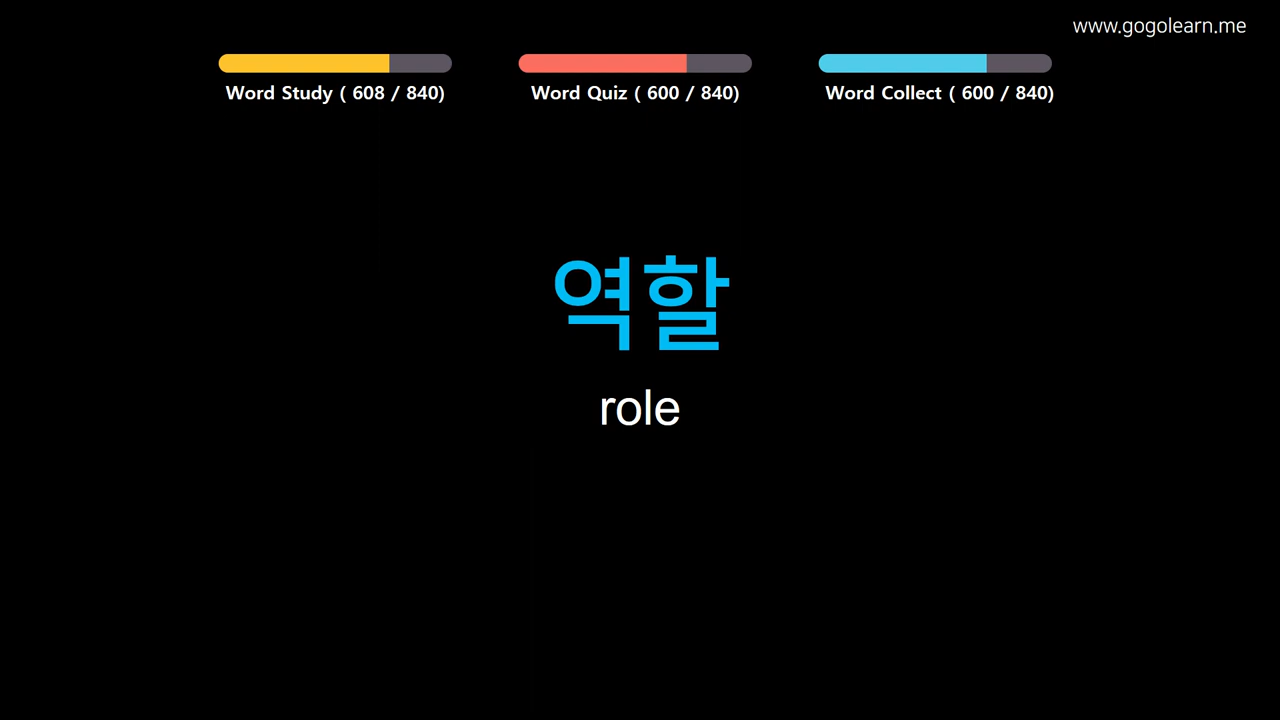 www.gogolearn.me
Word Study ( 608 / 840)
Word Quiz ( 600 / 840)
Word Collect ( 600 / 840)
역할
role